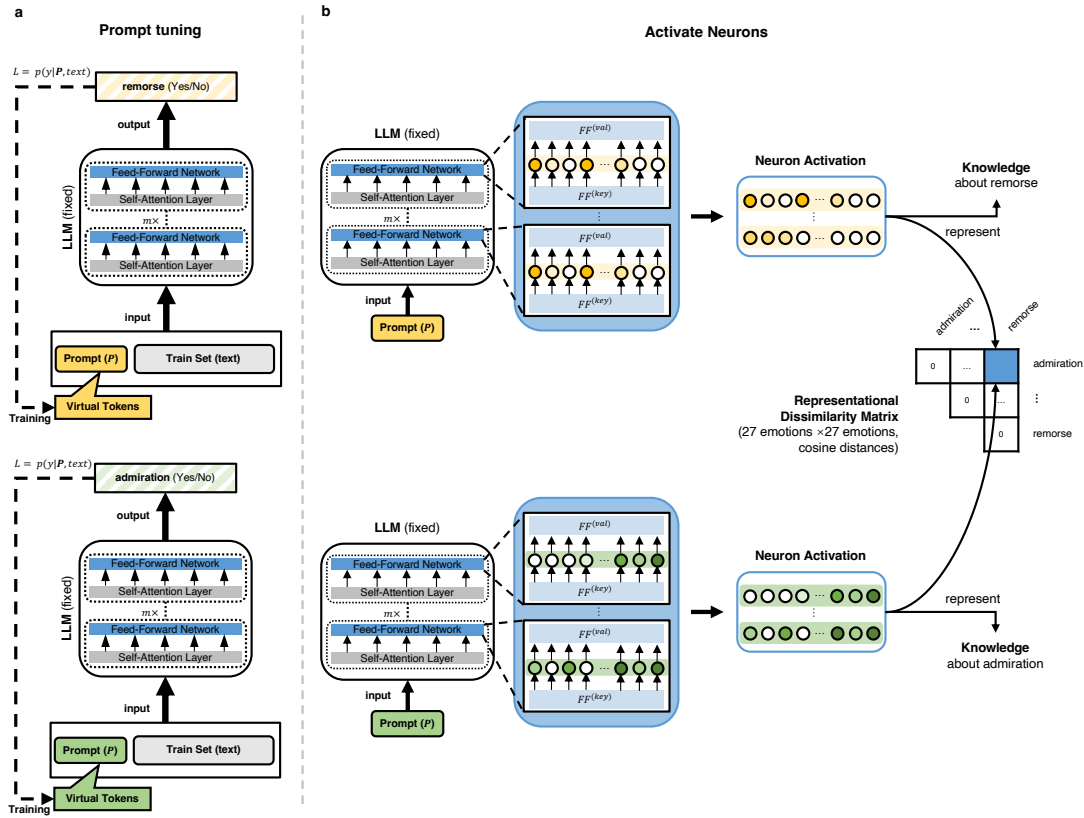 a
Prompt tuning
L = p(y|P,text)
remorse (Yes/No)
output
LLM (fixed)
Feed-Forward Network
Self-Attention Layer
m×
Feed-Forward Network
Self-Attention Layer
input
Prompt (P)
Train Set (text)
Training
Virtual Tokens
L = p(y|P,text)
admiration (Yes/No)
output
LLM (fixed)
Feed-Forward Network
Self-Attention Layer
m×
Feed-Forward Network
Self-Attention Layer
input
Prompt (P)
Train Set (text)
Training
Virtual Tokens
b
Activate Neurons
LLM (fixed)
Feed-Forward Network
Self-Attention Layer
m×
Feed-Forward Network
Self-Attention Layer
input
Prompt (P)
FF^(val)
...
FF^(key)
⋮
FF^(val)
...
FF^(key)
Neuron Activation
...
⋮
...
Knowledge
about remorse
represent
admiration
...
remorse
0 ... admiration
0 ... ⋮
0 remorse
Representational
Dissimilarity Matrix
(27 emotions ×27 emotions,
cosine distances)
LLM (fixed)
Feed-Forward Network
Self-Attention Layer
m×
Feed-Forward Network
Self-Attention Layer
input
Prompt (P)
FF^(val)
...
FF^(key)
⋮
FF^(val)
...
FF^(key)
Neuron Activation
...
⋮
...
represent
Knowledge
about admiration